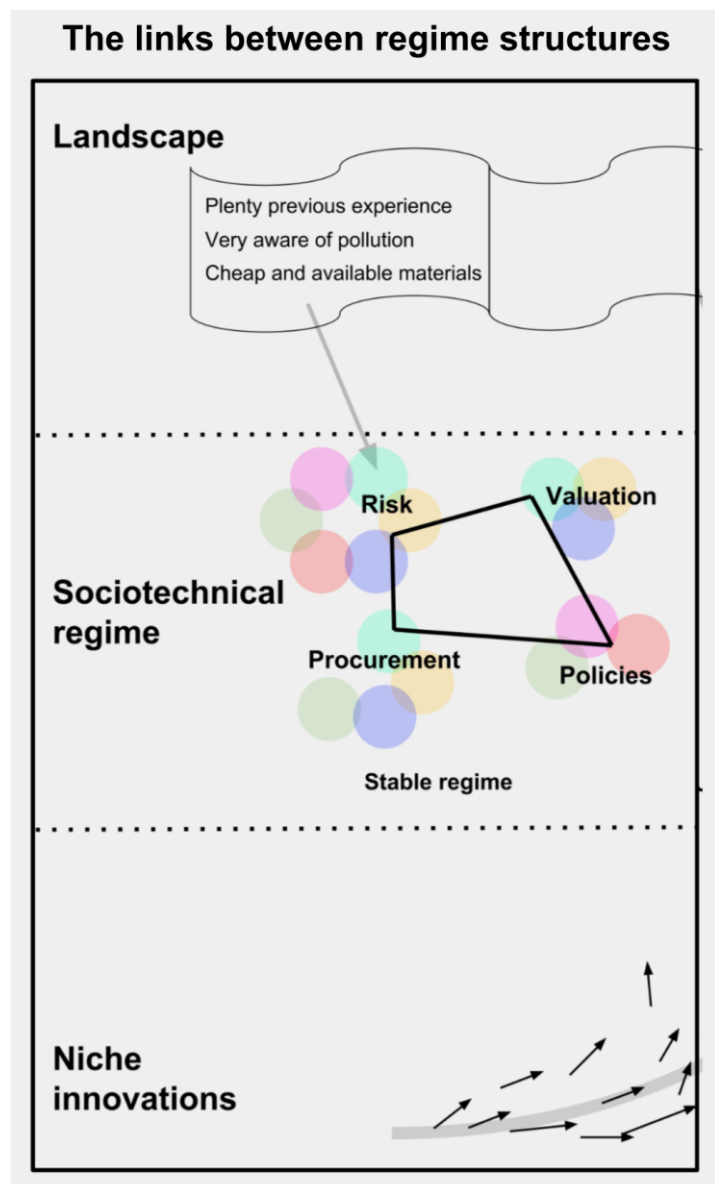 The links between regime structures
Landscape
Plenty previous experience
Very aware of pollution
Cheap and available materials
Risk
Valuation
Sociotechnical
regime
Procurement
Policies
Stable regime
Niche
innovations